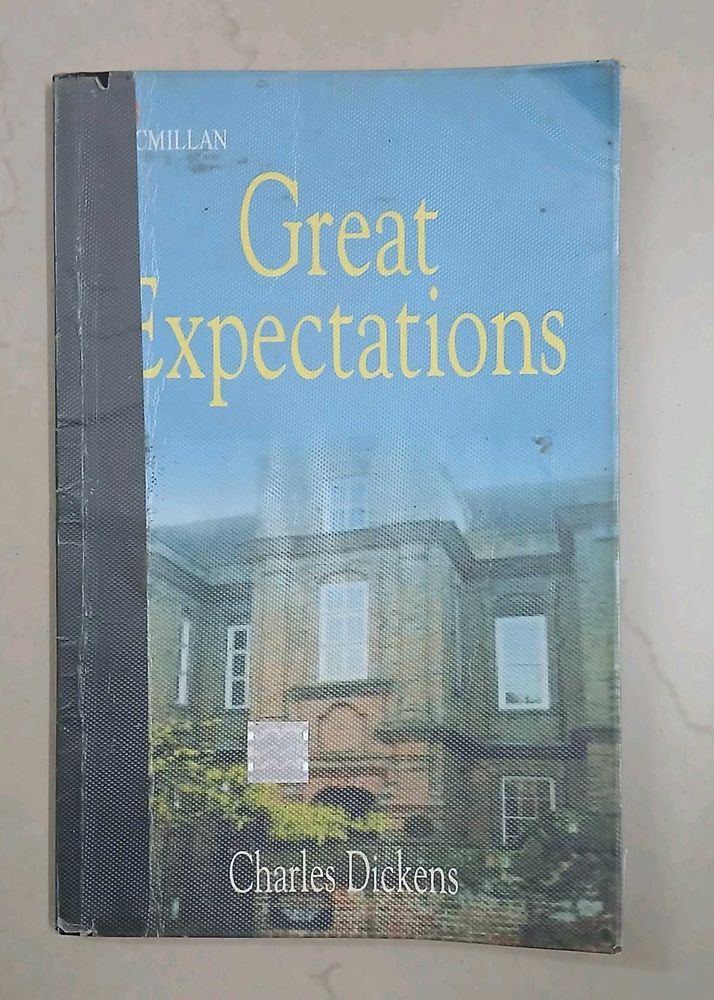 CMILLAN
Great
Expectations
Charles Dickens